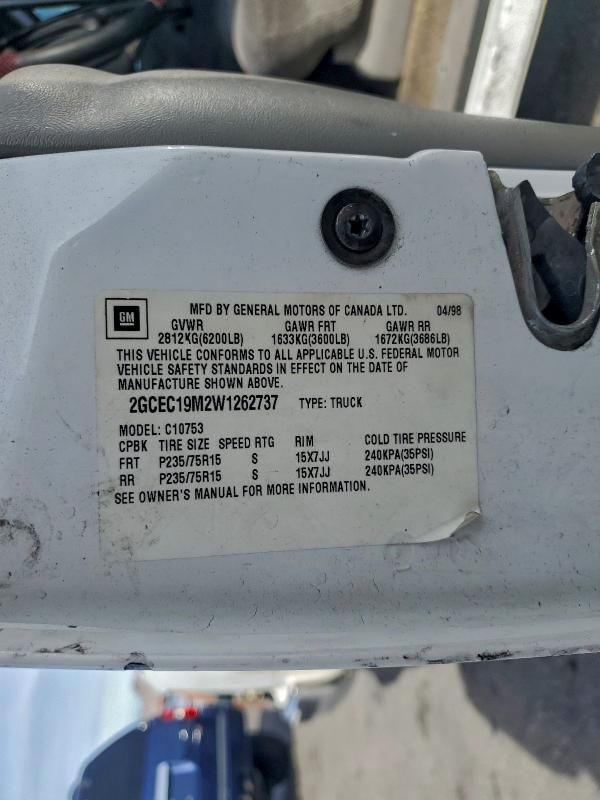 GM
MFD BY GENERAL MOTORS OF CANADA LTD. 04/98
GVWR GAWR FRT GAWR RR
2812KG(6200LB) 1633KG(3600LB) 1672KG(3686LB)
THIS VEHICLE CONFORMS TO ALL APPLICABLE U.S. FEDERAL MOTOR
VEHICLE SAFETY STANDARDS IN EFFECT ON THE DATE OF
MANUFACTURE SHOWN ABOVE.
2GCEC19M2W1262737 TYPE: TRUCK
MODEL: C10753
CPBK TIRE SIZE SPEED RTG RIM COLD TIRE PRESSURE
FRT P235/75R15 S 15X7JJ 240KPA(35PSI)
RR P235/75R15 S 15X7JJ 240KPA(35PSI)
SEE OWNER'S MANUAL FOR MORE INFORMATION.